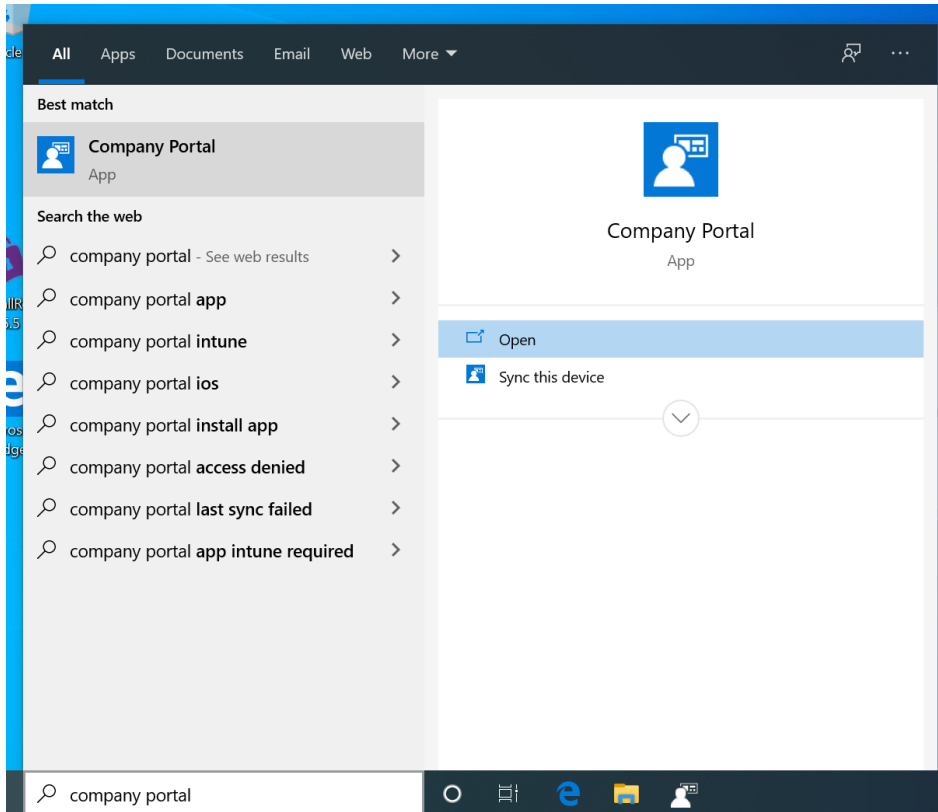 All Apps Documents Email Web More
Best match
Company Portal
App
Search the web
company portal - See web results
company portal app
company portal intune
company portal ios
company portal install app
company portal access denied
company portal last sync failed
company portal app intune required
Company Portal
App
Open
Sync this device
company portal